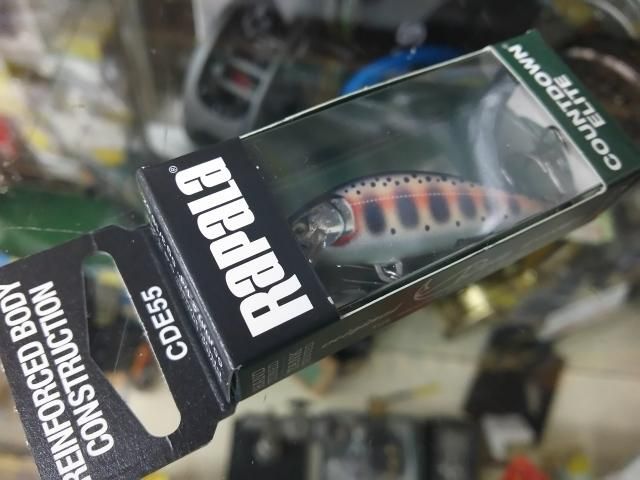 REINFORCED BODY
CONSTRUCTION
CDE55
Rapala®
COUNTDOWN
ELITE